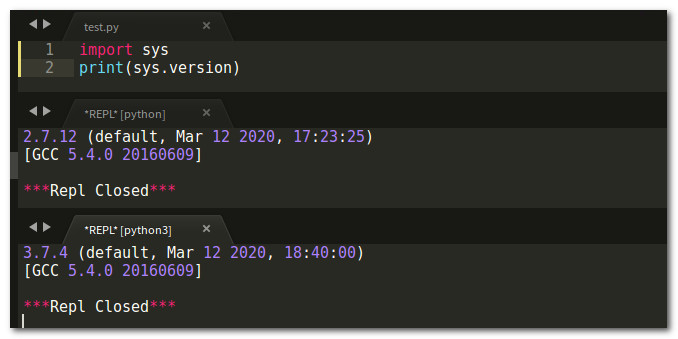 test.py ×
1 import sys
2 print(sys.version)
*REPL* [python] ×
2.7.12 (default, Mar 12 2020, 17:23:25)
[GCC 5.4.0 20160609]
***Repl Closed***
*REPL* [python3] ×
3.7.4 (default, Mar 12 2020, 18:40:00)
[GCC 5.4.0 20160609]
***Repl Closed***